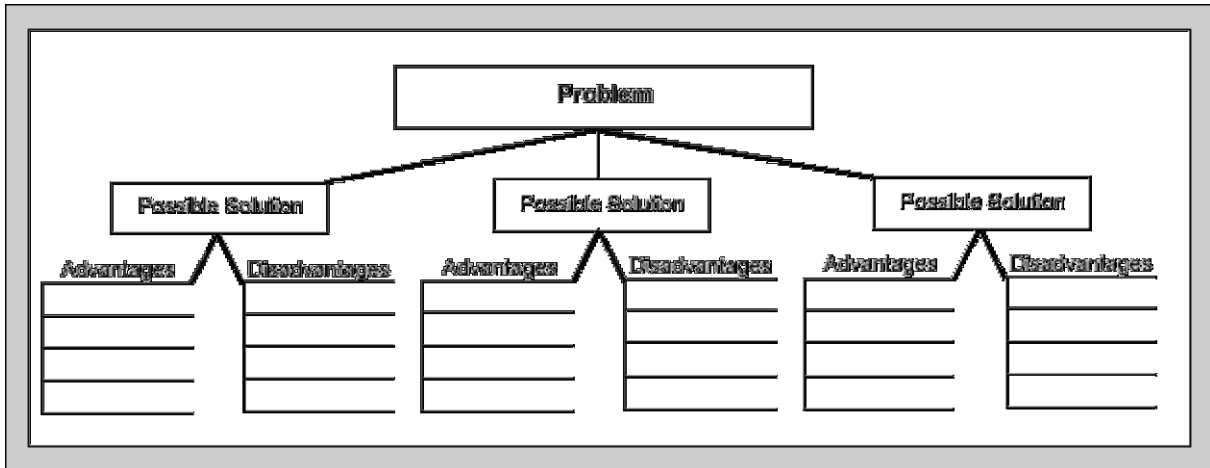 Problem
Possible Solution
Possible Solution
Possible Solution
Advantages
Disadvantages
Advantages
Disadvantages
Advantages
Disadvantages